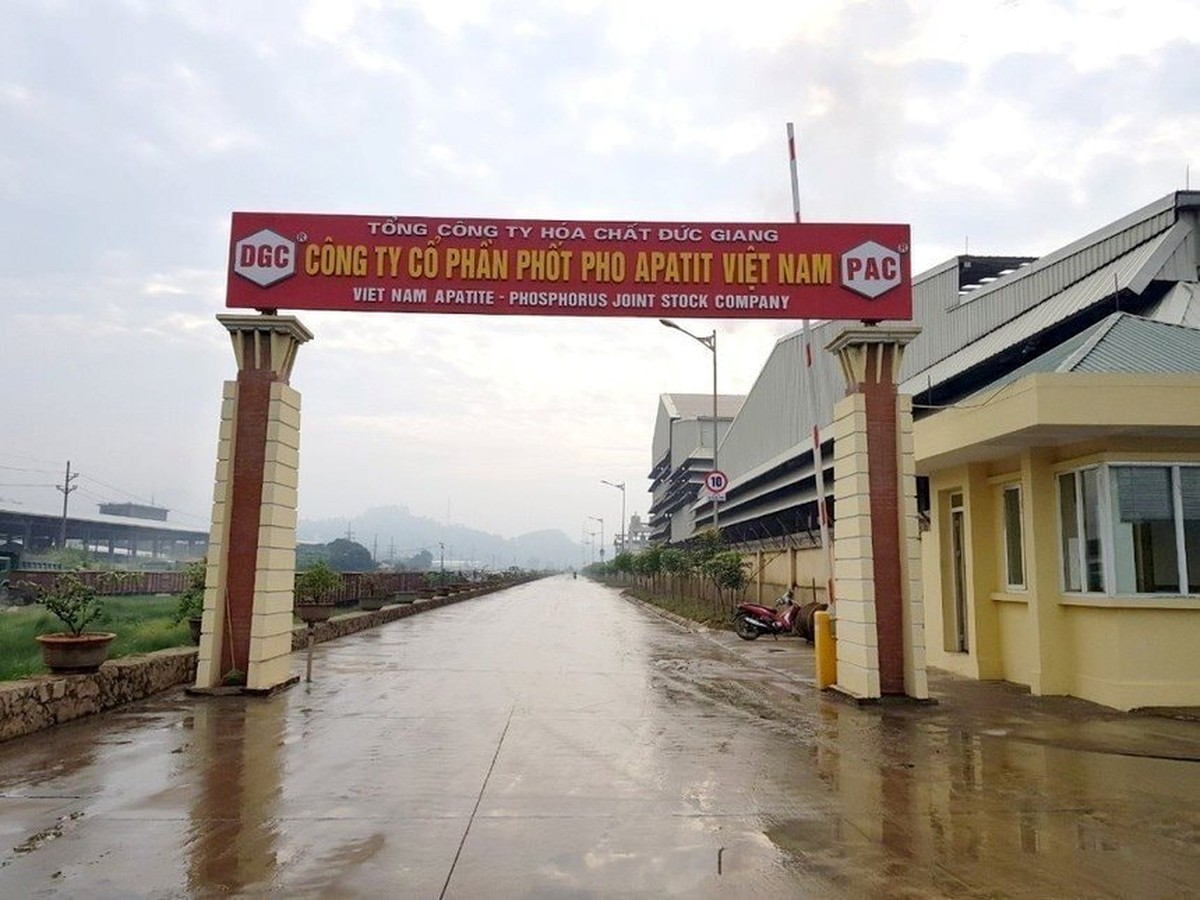 TỔNG CÔNG TY HÓA CHẤT ĐỨC GIANG
DGC ® CÔNG TY CỔ PHẦN PHỐT PHO APATIT VIỆT NAM PAC ®
VIET NAM APATITE - PHOSPHORUS JOINT STOCK COMPANY
10